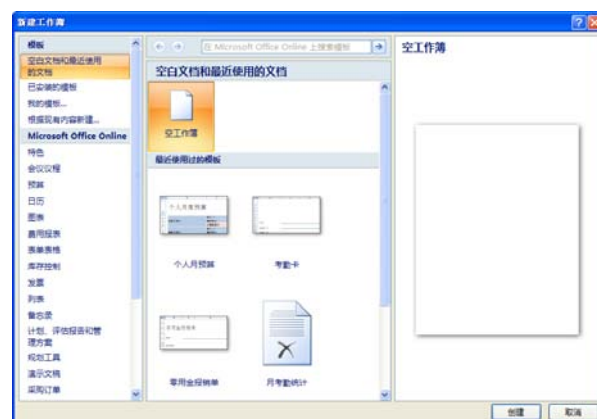 新建工作簿
模板
空白文档和最近使用
的文档
已安装的模板
我的模板...
根据现有内容新建...
Microsoft Office Online
特色
会议议程
预算
日历
图表
费用报表
表单表格
库存控制
发票
列表
备忘录
计划、评估报告和管
理方案
规划工具
演示文稿
采购订单
在 Microsoft Office Online 上搜索模板
空白文档和最近使用的文档
空工作簿
最近使用过的模板
个人月预算
个人月预算
考勤卡
零用金报销单
月考勤统计
空工作簿
创建
取消